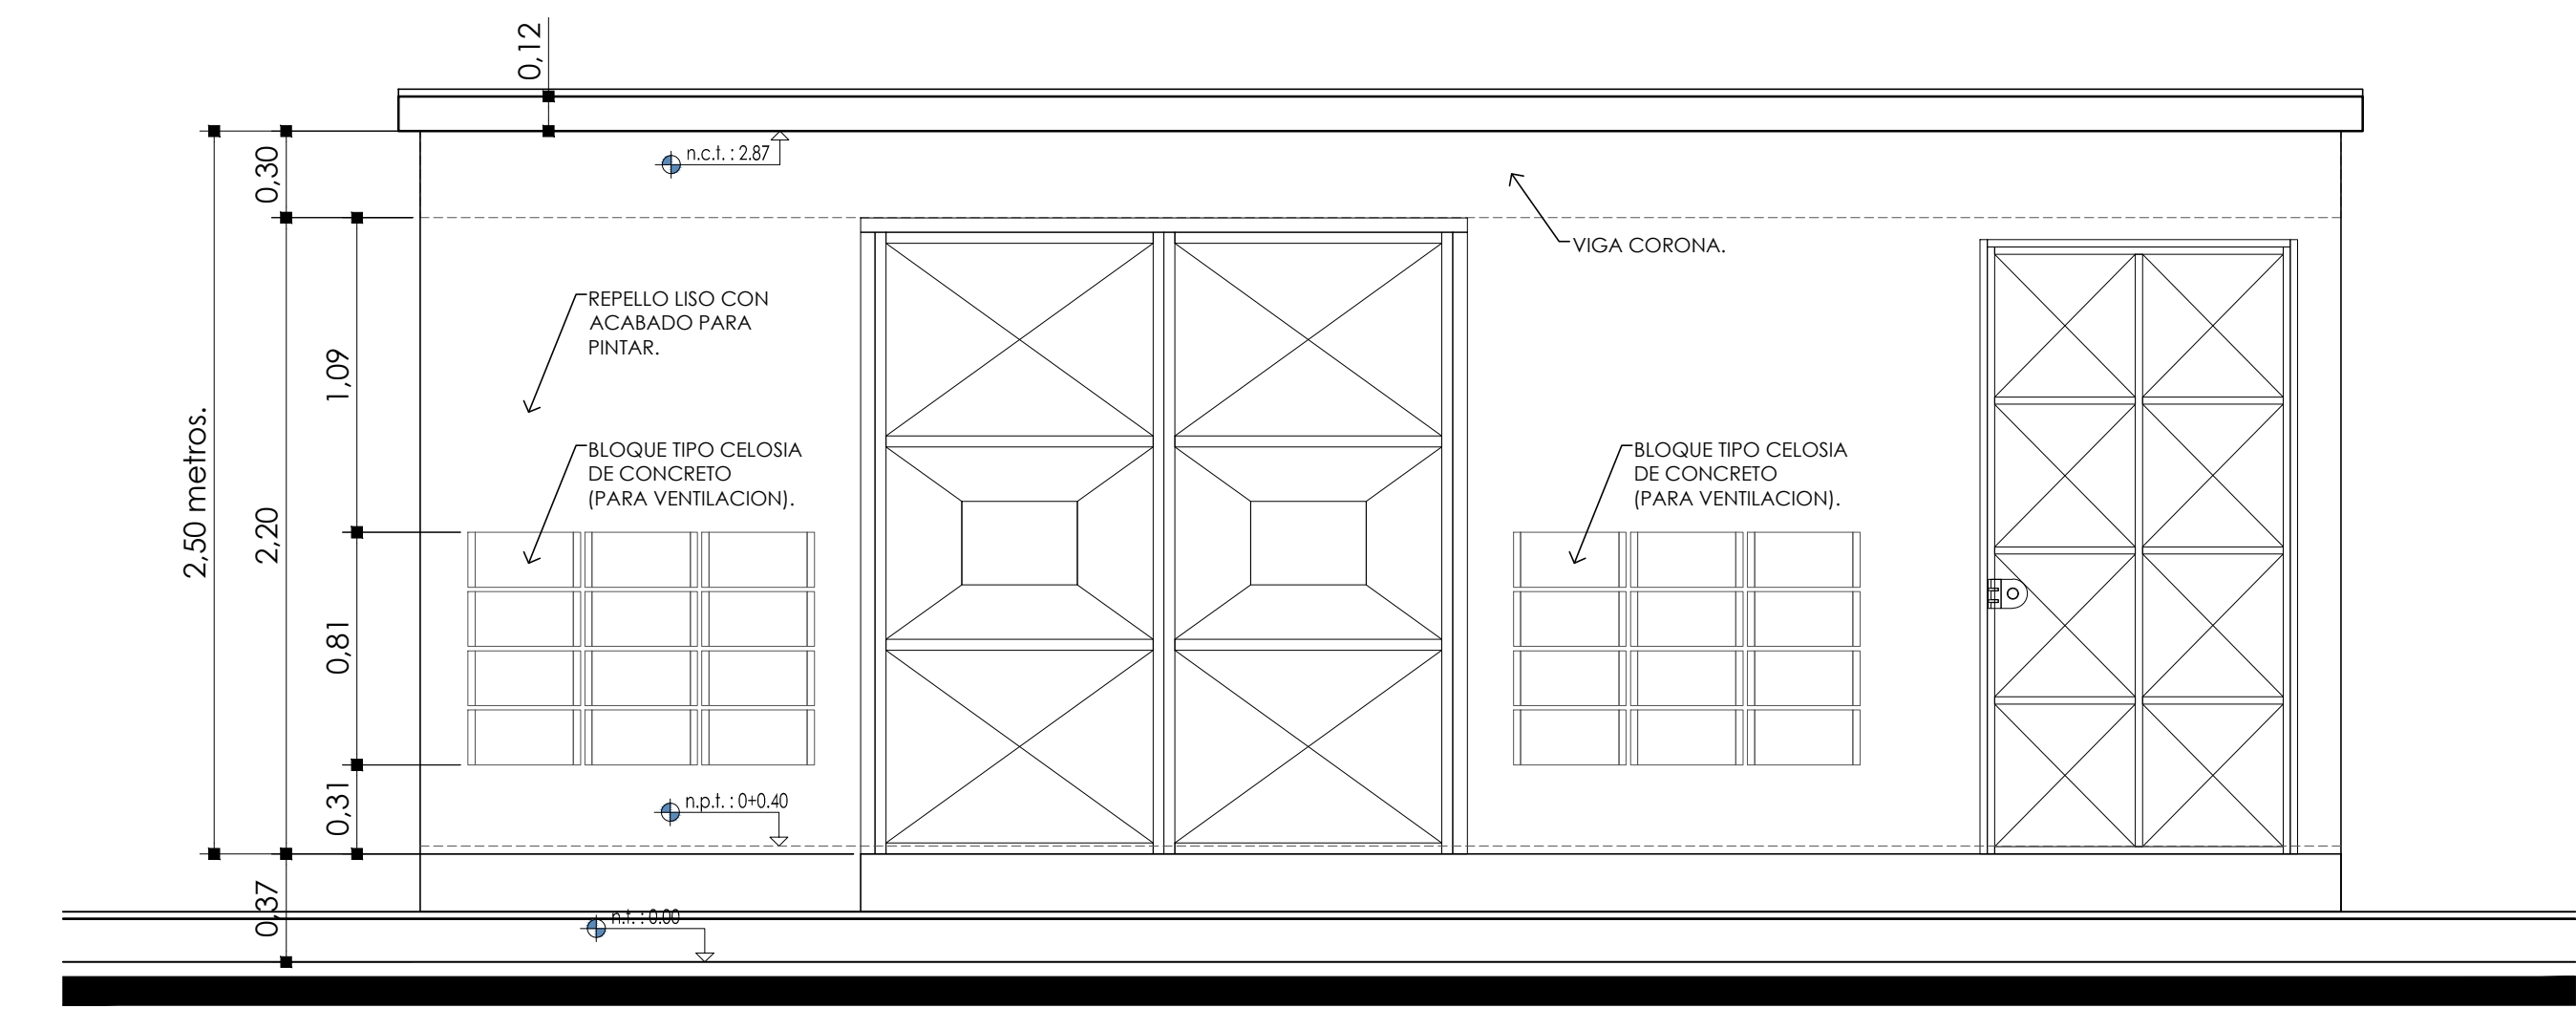 0,12
n.c.t. : 2.87
0,30
VIGA CORONA.
REPELLO LISO CON
ACABADO PARA
PINTAR.
1,09
2,50 metros.
2,20
BLOQUE TIPO CELOSIA
DE CONCRETO
(PARA VENTILACION).
BLOQUE TIPO CELOSIA
DE CONCRETO
(PARA VENTILACION).
0,81
0,31
n.p.t. : 0+0.40
0,37
n.t. : 0.00